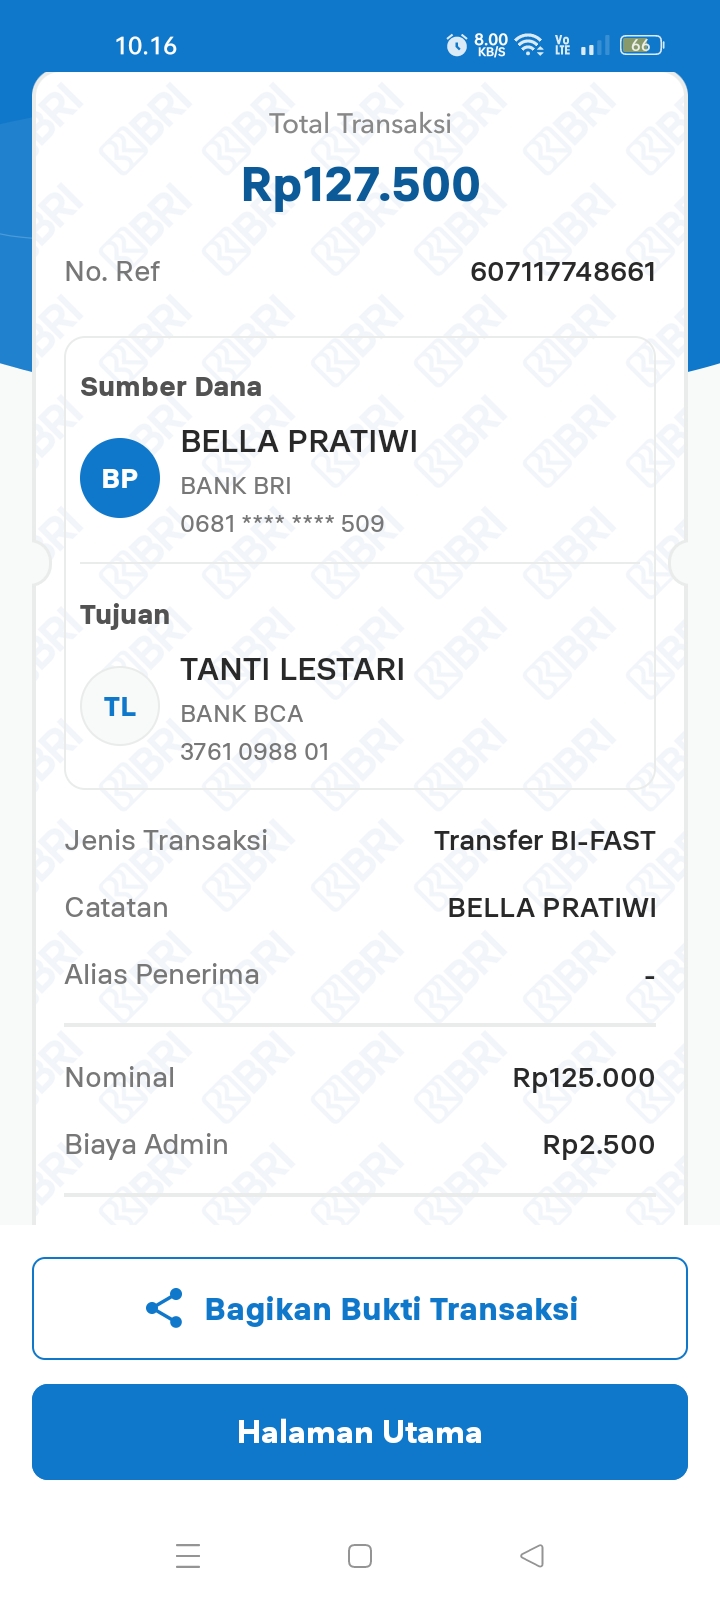 10.16
8.00 KB/S
Vo LTE
66
Total Transaksi
Rp127.500
No. Ref 607117748661
Sumber Dana
BP
BELLA PRATIWI
BANK BRI
0681 **** **** 509
Tujuan
TL
TANTI LESTARI
BANK BCA
3761 0988 01
Jenis Transaksi Transfer BI-FAST
Catatan BELLA PRATIWI
Alias Penerima -
Nominal Rp125.000
Biaya Admin Rp2.500
Bagikan Bukti Transaksi
Halaman Utama